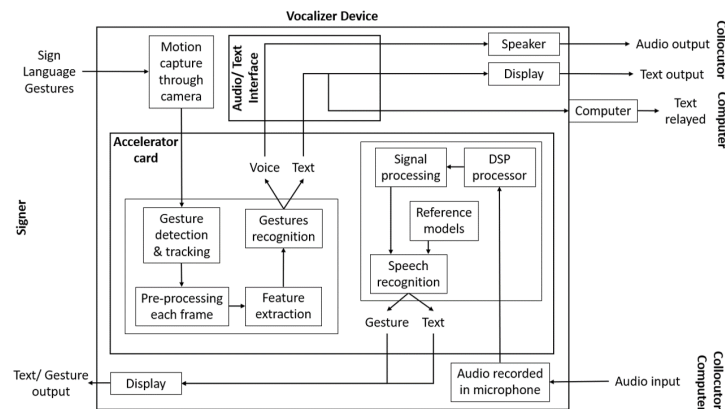 Vocalizer Device
Sign
Language
Gestures
Motion
capture
through
camera
Audio/ Text
Interface
Speaker
Audio output
Display
Text output
Computer
Text
relayed
Collocutor
Computer
Signer
Accelerator
card
Voice
Text
Gesture
detection
& tracking
Gestures
recognition
Pre-processing
each frame
Feature
extraction
Signal
processing
DSP
processor
Reference
models
Speech
recognition
Gesture
Text
Text/ Gesture
output
Display
Audio recorded
in microphone
Audio input
Collocutor
Computer